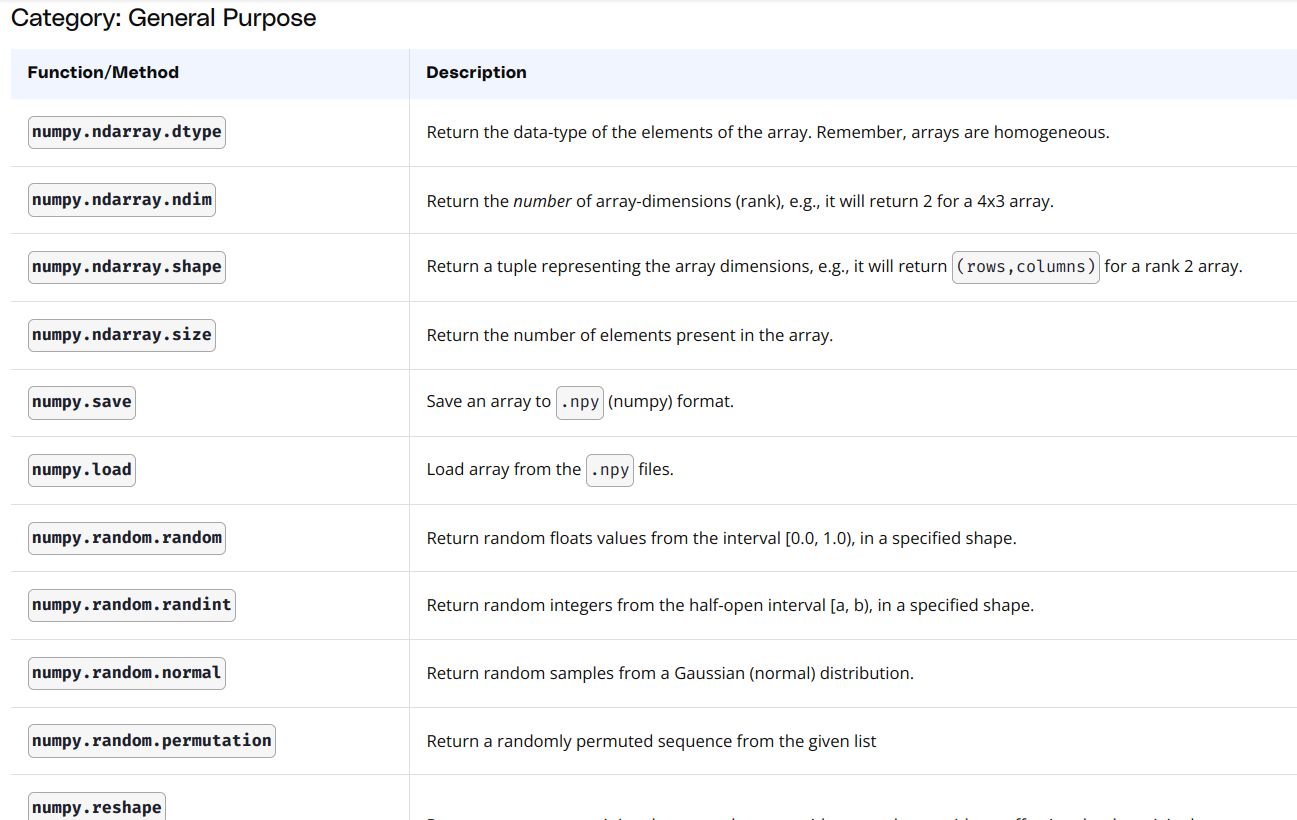 Category: General Purpose
Function/Method Description
numpy.ndarray.dtype Return the data-type of the elements of the array. Remember, arrays are homogeneous.
numpy.ndarray.ndim Return the number of array-dimensions (rank), e.g., it will return 2 for a 4x3 array.
numpy.ndarray.shape Return a tuple representing the array dimensions, e.g., it will return (rows,columns) for a rank 2 array.
numpy.ndarray.size Return the number of elements present in the array.
numpy.save Save an array to .npy (numpy) format.
numpy.load Load array from the .npy files.
numpy.random.random Return random floats values from the interval [0.0, 1.0), in a specified shape.
numpy.random.randint Return random integers from the half-open interval [a, b), in a specified shape.
numpy.random.normal Return random samples from a Gaussian (normal) distribution.
numpy.random.permutation Return a randomly permuted sequence from the given list
numpy.reshape